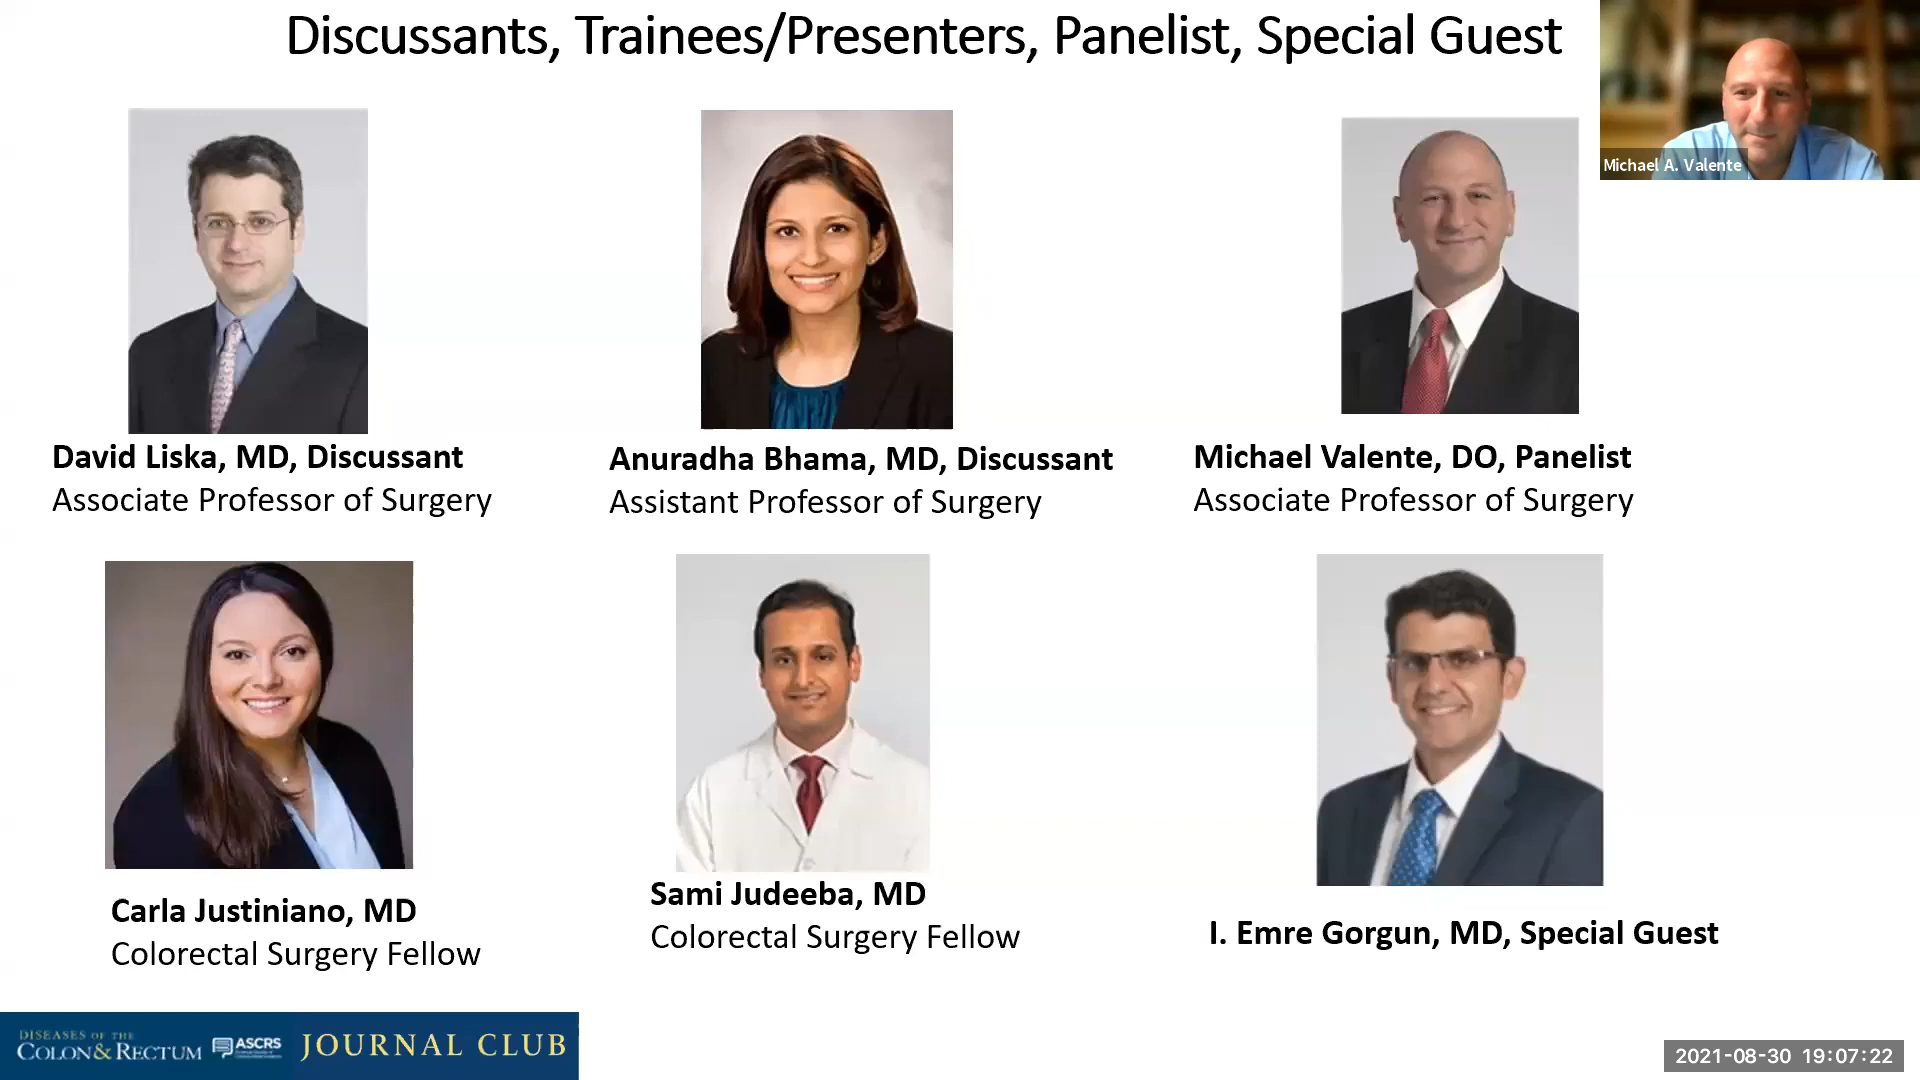 Discussants, Trainees/Presenters, Panelist, Special Guest
Michael A. Valente
David Liska, MD, Discussant
Associate Professor of Surgery
Anuradha Bhama, MD, Discussant
Assistant Professor of Surgery
Michael Valente, DO, Panelist
Associate Professor of Surgery
Carla Justiniano, MD
Colorectal Surgery Fellow
Sami Judeeba, MD
Colorectal Surgery Fellow
I. Emre Gorgun, MD, Special Guest
DISEASES OF THE
COLON&RECTUM
ASCRS
JOURNAL CLUB
2021-08-30 19:07:22